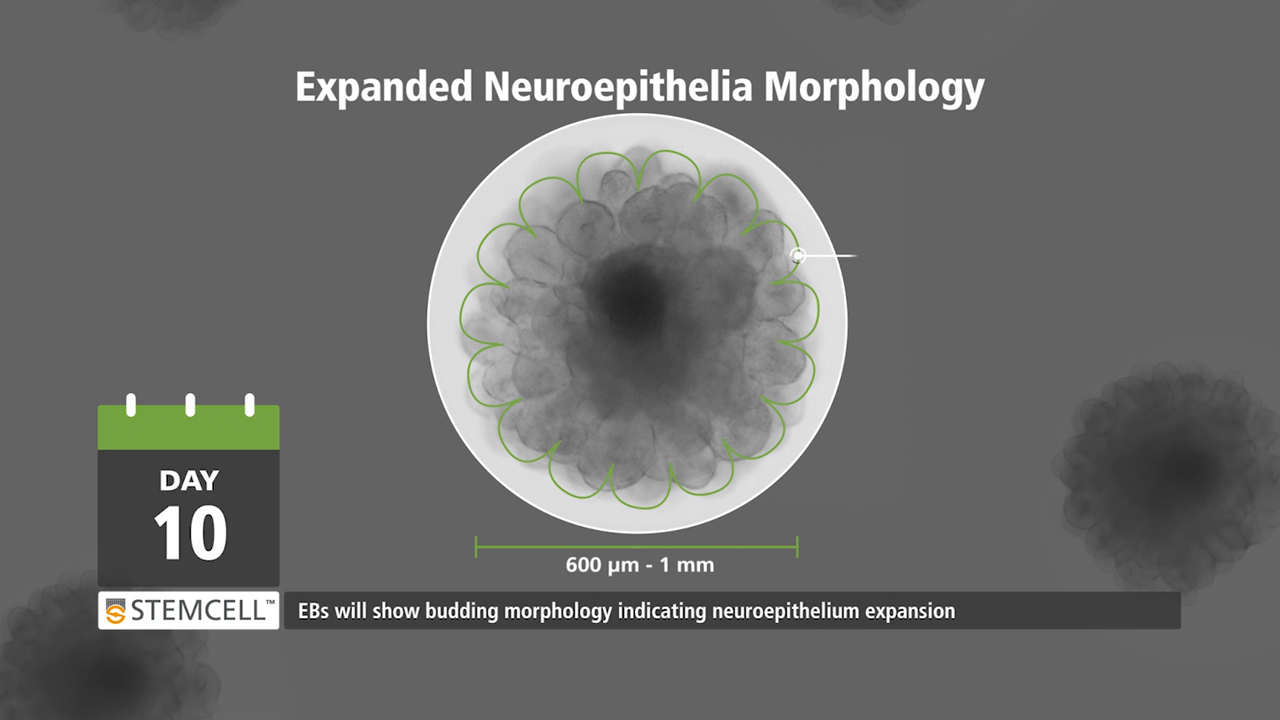 Expanded Neuroepithelia Morphology
DAY
10
600 µm - 1 mm
STEMCELL™
EBs will show budding morphology indicating neuroepithelium expansion